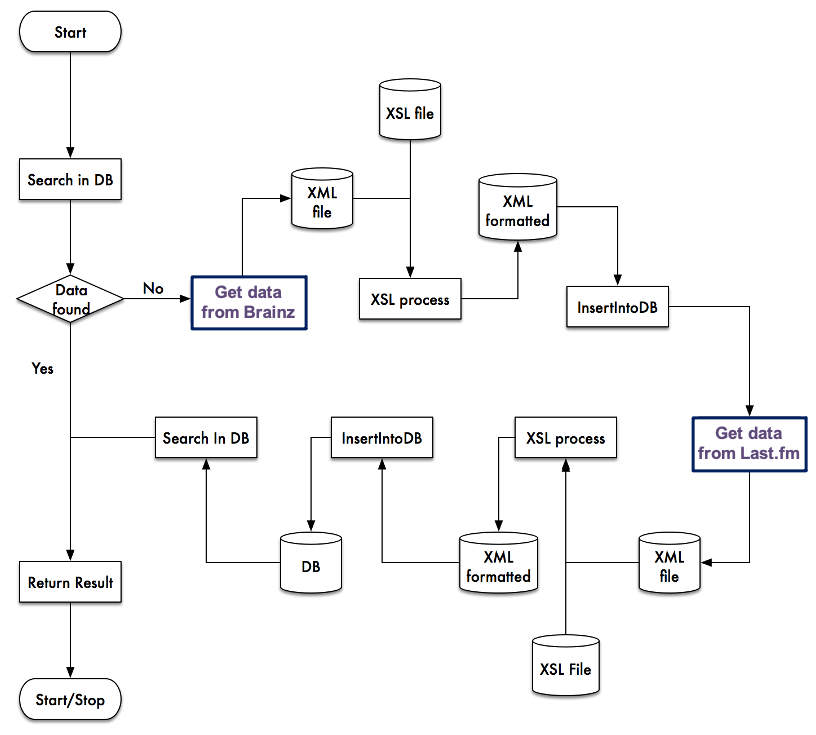 Start
XSL file
Search in DB
XML
file
XML
formatted
Data
found
No
Get data
from Brainz
XSL process
InsertIntoDB
Yes
Search In DB
InsertIntoDB
XSL process
Get data
from Last.fm
Return Result
DB
XML
formatted
XML
file
XSL File
Start/Stop